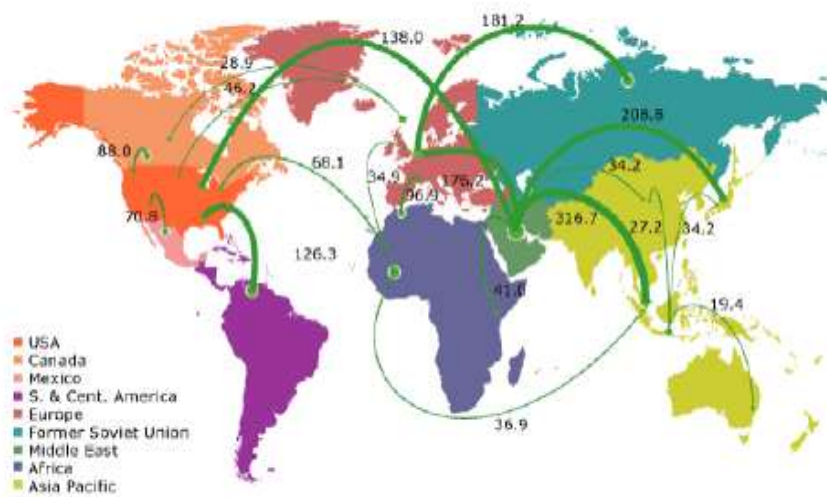 181.2
138.0
28.9
46.2
208.8
88.0
68.1
34.2
34.9
176.2
96.9
70.8
316.7
27.2
34.2
126.3
41.0
19.4
USA
Canada
Mexico
S. & Cent. America
Europe
Former Soviet Union
Middle East
Africa
Asia Pacific
36.9